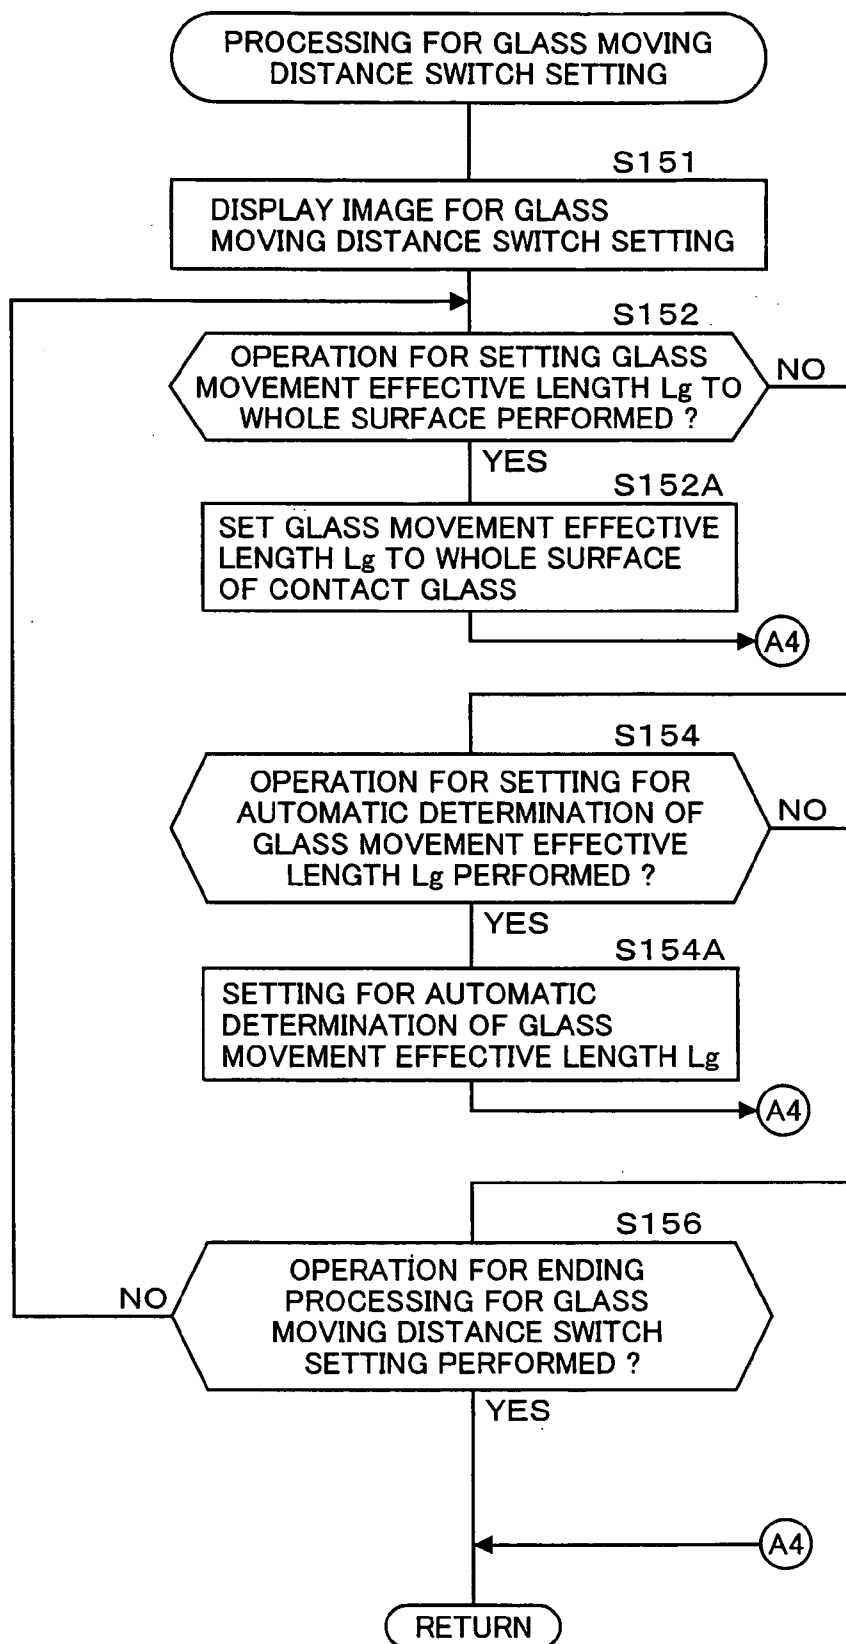 PROCESSING FOR GLASS MOVING
DISTANCE SWITCH SETTING
S151
DISPLAY IMAGE FOR GLASS
MOVING DISTANCE SWITCH SETTING
S152
OPERATION FOR SETTING GLASS
MOVEMENT EFFECTIVE LENGTH Lg TO
WHOLE SURFACE PERFORMED ?
NO
YES
S152A
SET GLASS MOVEMENT EFFECTIVE
LENGTH Lg TO WHOLE SURFACE
OF CONTACT GLASS
A4
S154
OPERATION FOR SETTING FOR
AUTOMATIC DETERMINATION OF
GLASS MOVEMENT EFFECTIVE
LENGTH Lg PERFORMED ?
NO
YES
S154A
SETTING FOR AUTOMATIC
DETERMINATION OF GLASS
MOVEMENT EFFECTIVE LENGTH Lg
A4
S156
OPERATION FOR ENDING
PROCESSING FOR GLASS
MOVING DISTANCE SWITCH
SETTING PERFORMED ?
NO
YES
A4
RETURN